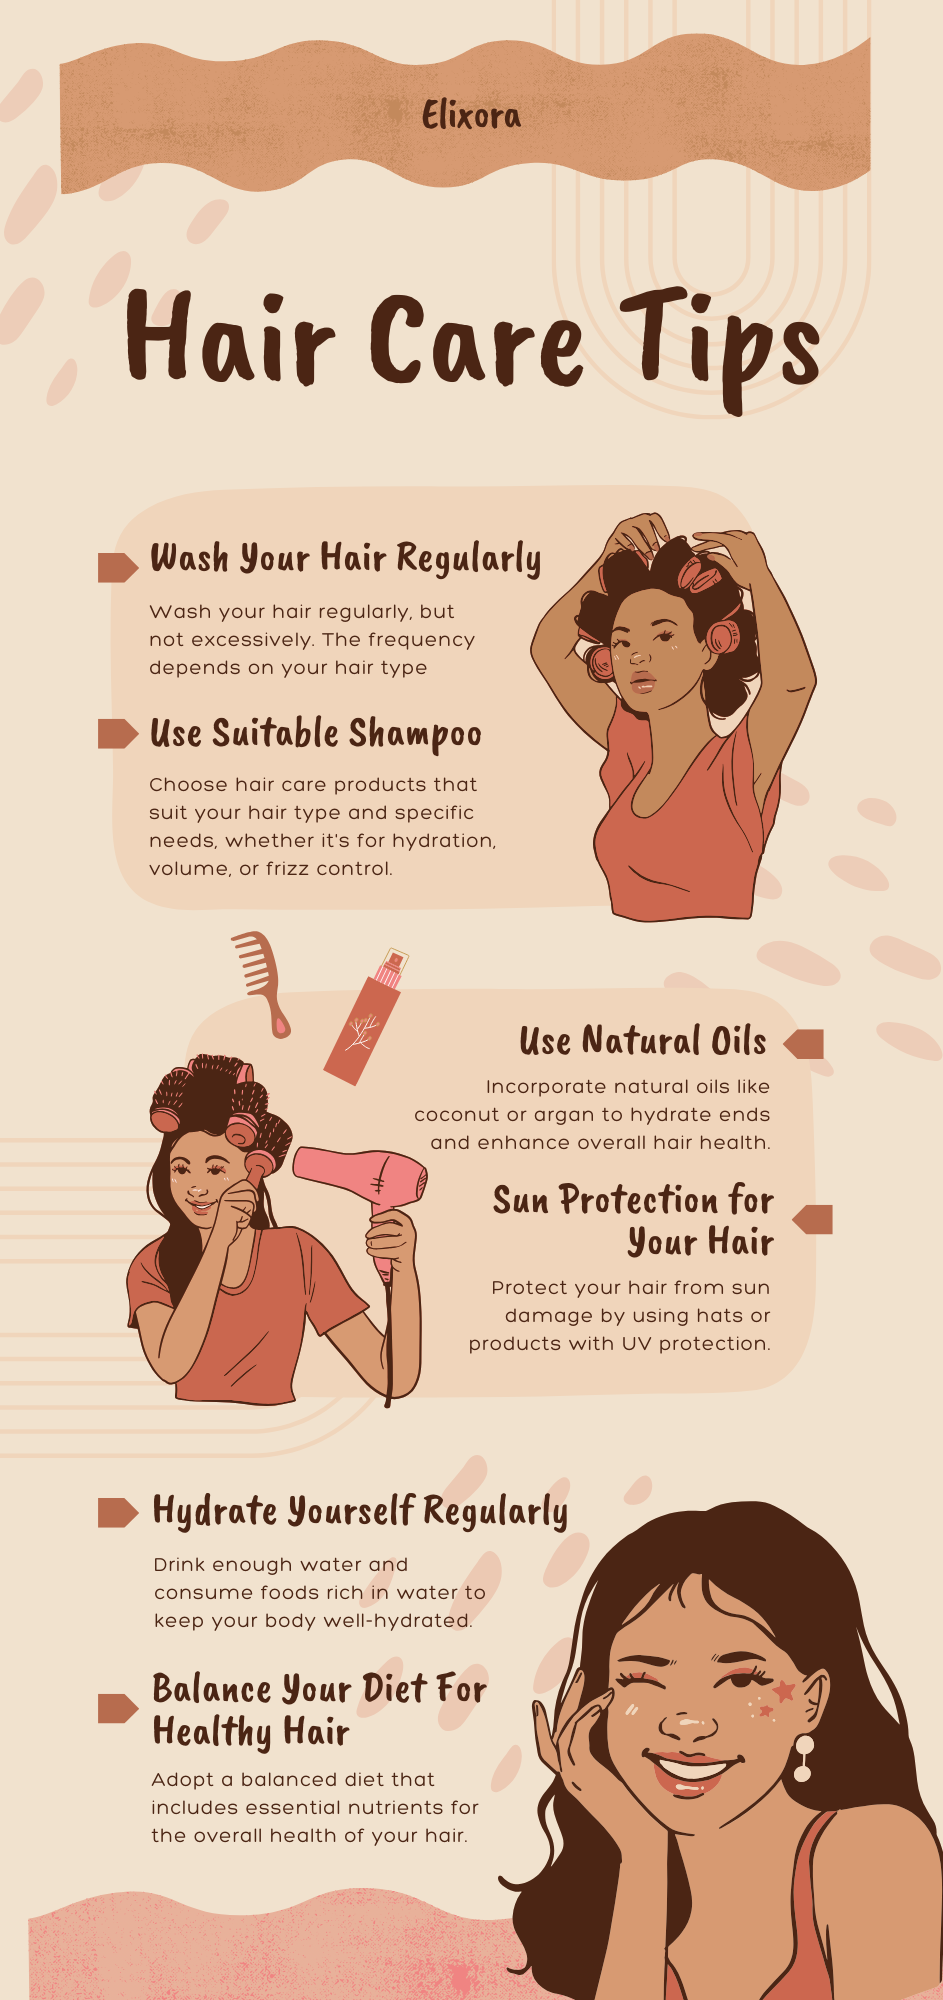 Elixora
Hair Care Tips
Wash Your Hair Regularly
Wash your hair regularly, but
not excessively. The frequency
depends on your hair type
Use Suitable Shampoo
Choose hair care products that
suit your hair type and specific
needs, whether it's for hydration,
volume, or frizz control.
Use Natural Oils
Incorporate natural oils like
coconut or argan to hydrate ends
and enhance overall hair health.
Sun Protection for
Your Hair
Protect your hair from sun
damage by using hats or
products with UV protection.
Hydrate Yourself Regularly
Drink enough water and
consume foods rich in water to
keep your body well-hydrated.
Balance Your Diet For
Healthy Hair
Adopt a balanced diet that
includes essential nutrients for
the overall health of your hair.